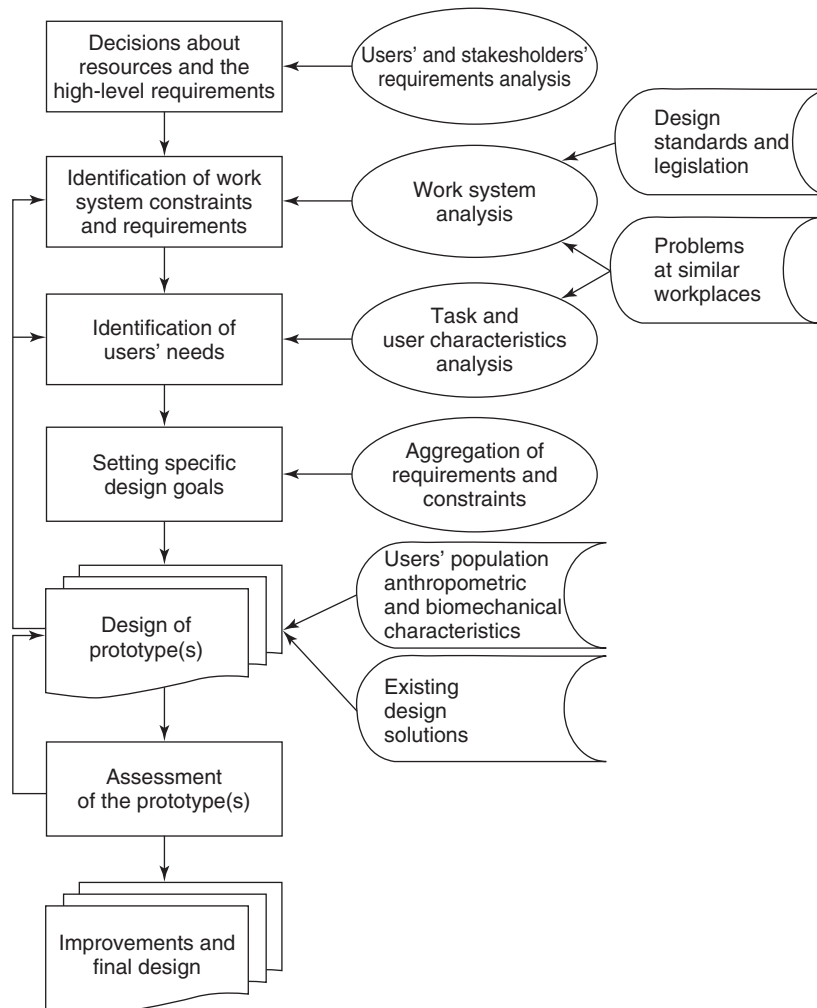 Decisions about
resources and the
high-level requirements
Users’ and stakesholders’
requirements analysis
Design
standards and
legislation
Identification of work
system constraints
and requirements
Work system
analysis
Problems
at similar
workplaces
Identification of
users’ needs
Task and
user characteristics
analysis
Setting specific
design goals
Aggregation of
requirements and
constraints
Users’ population
anthropometric
and biomechanical
characteristics
Design of
prototype(s)
Existing
design
solutions
Assessment
of the prototype(s)
Improvements and
final design